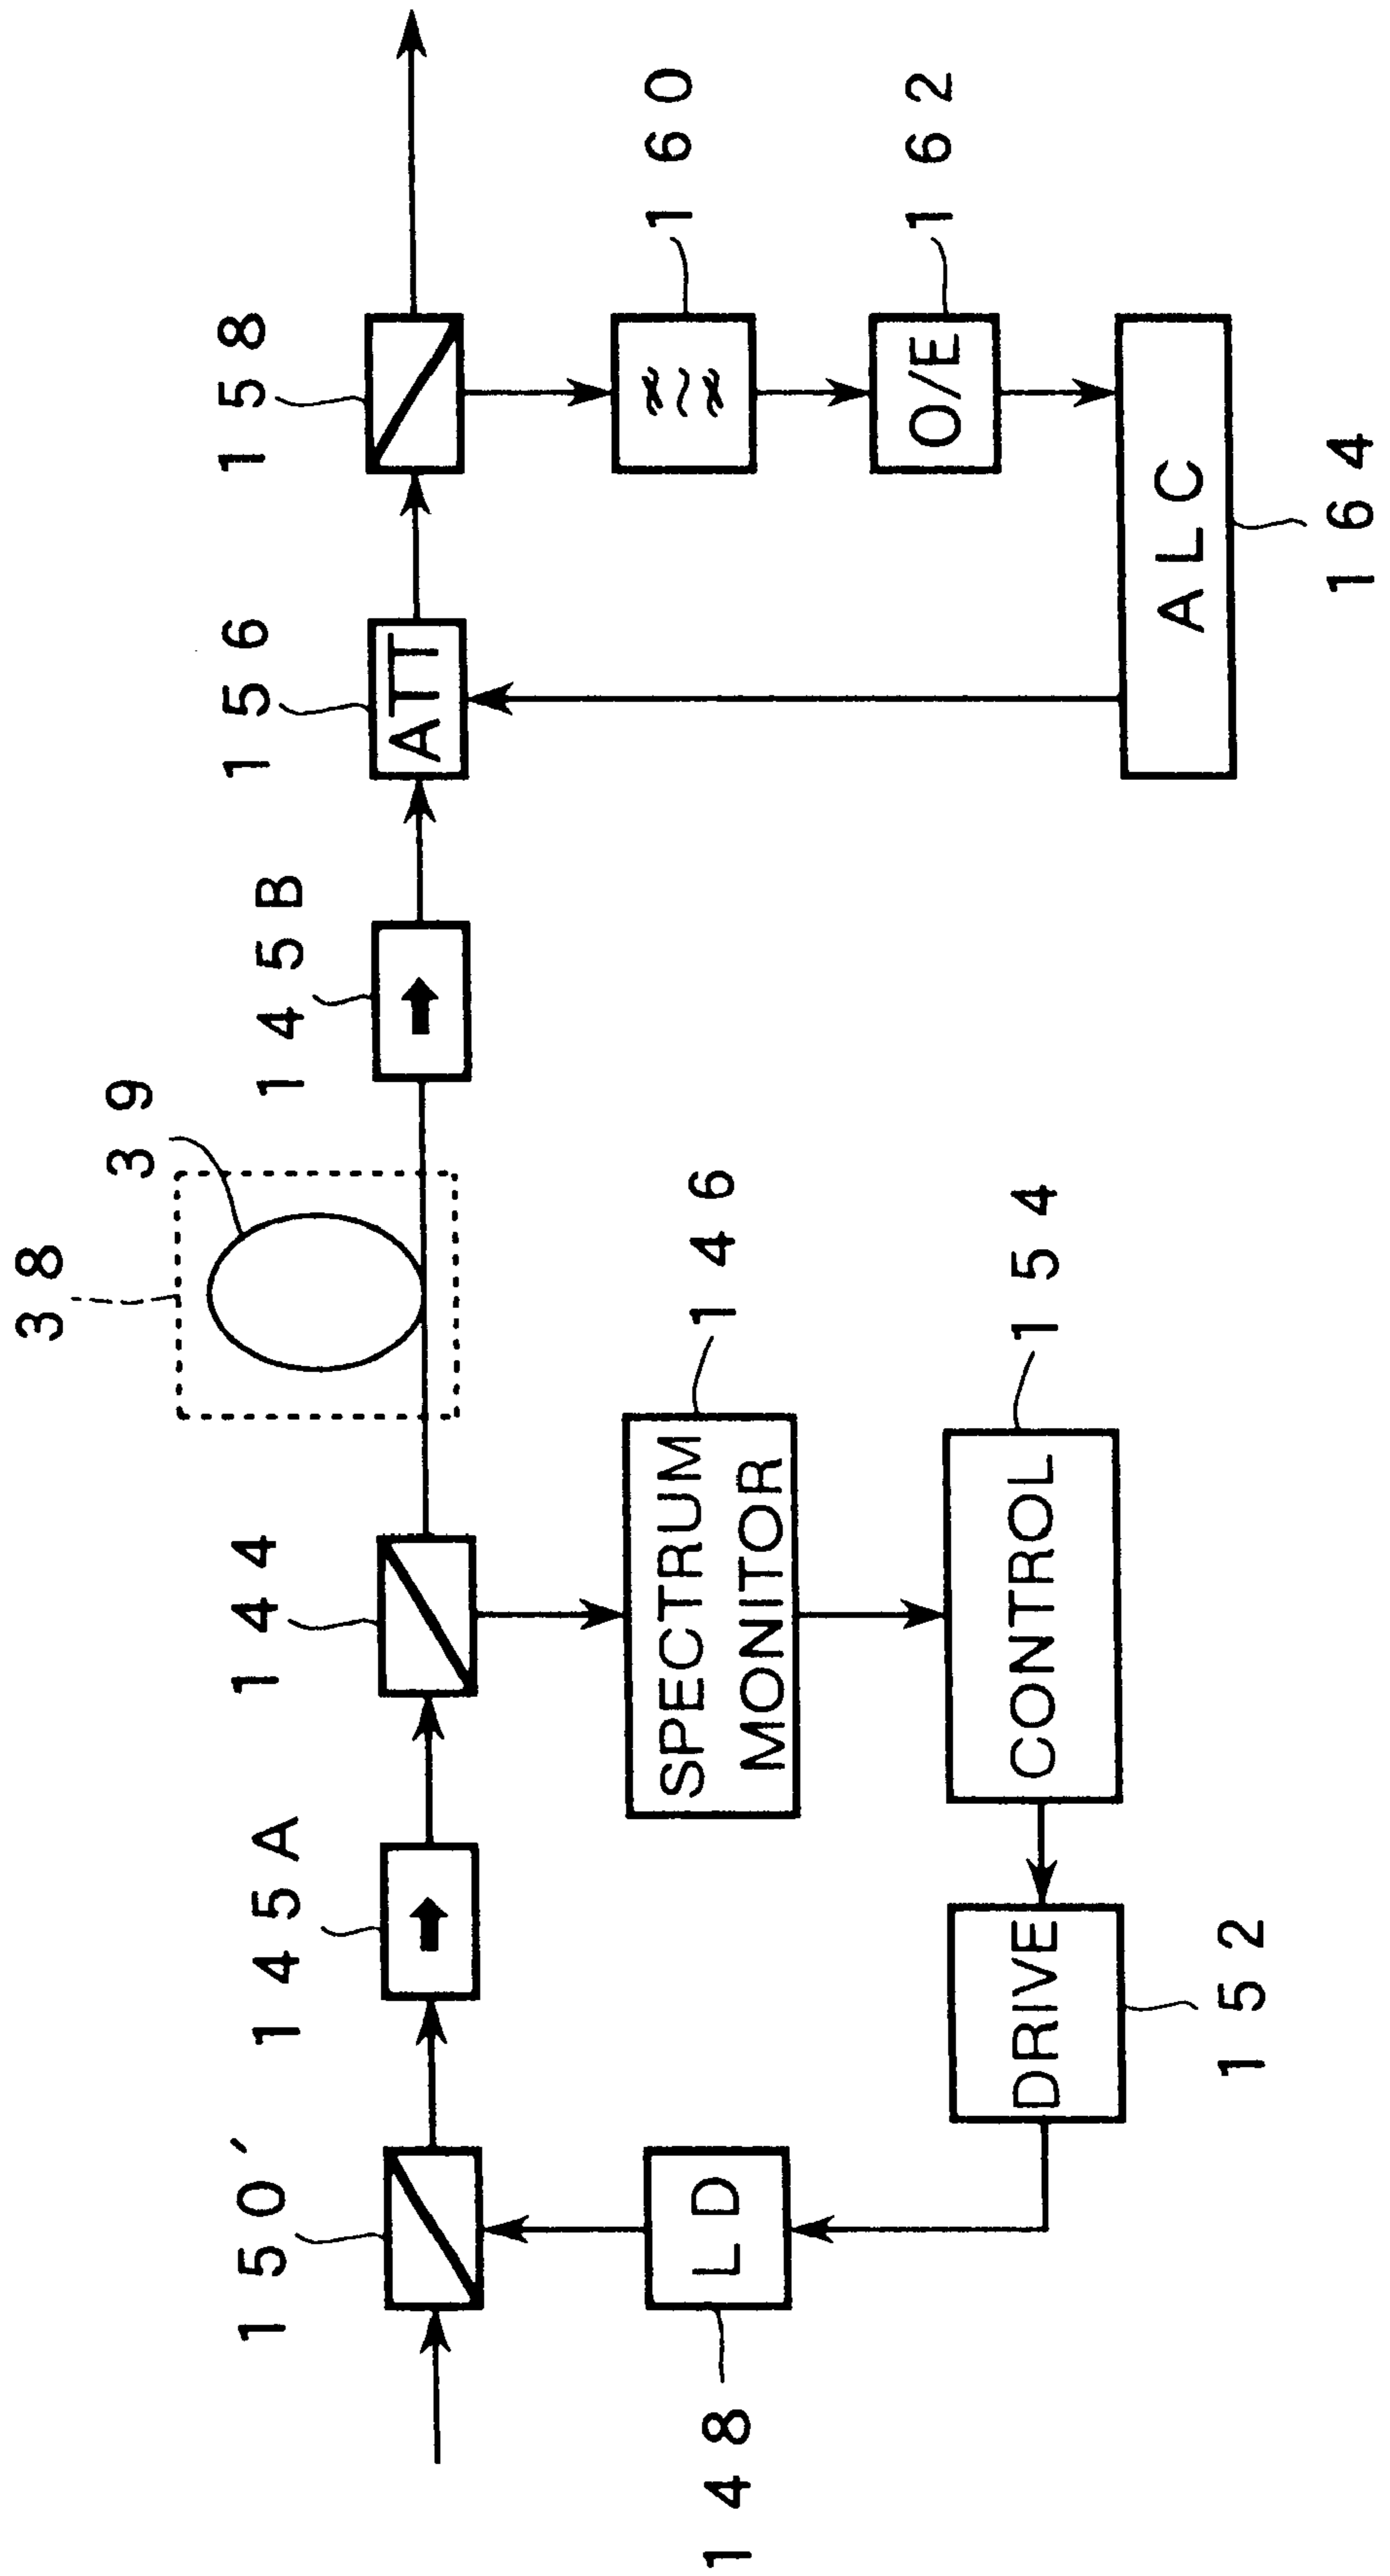 38
39
150′
145A
144
145B
156
158
ATT
LD
148
SPECTRUM
MONITOR
146
160
DRIVE
152
CONTROL
154
O/E
162
ALC
164